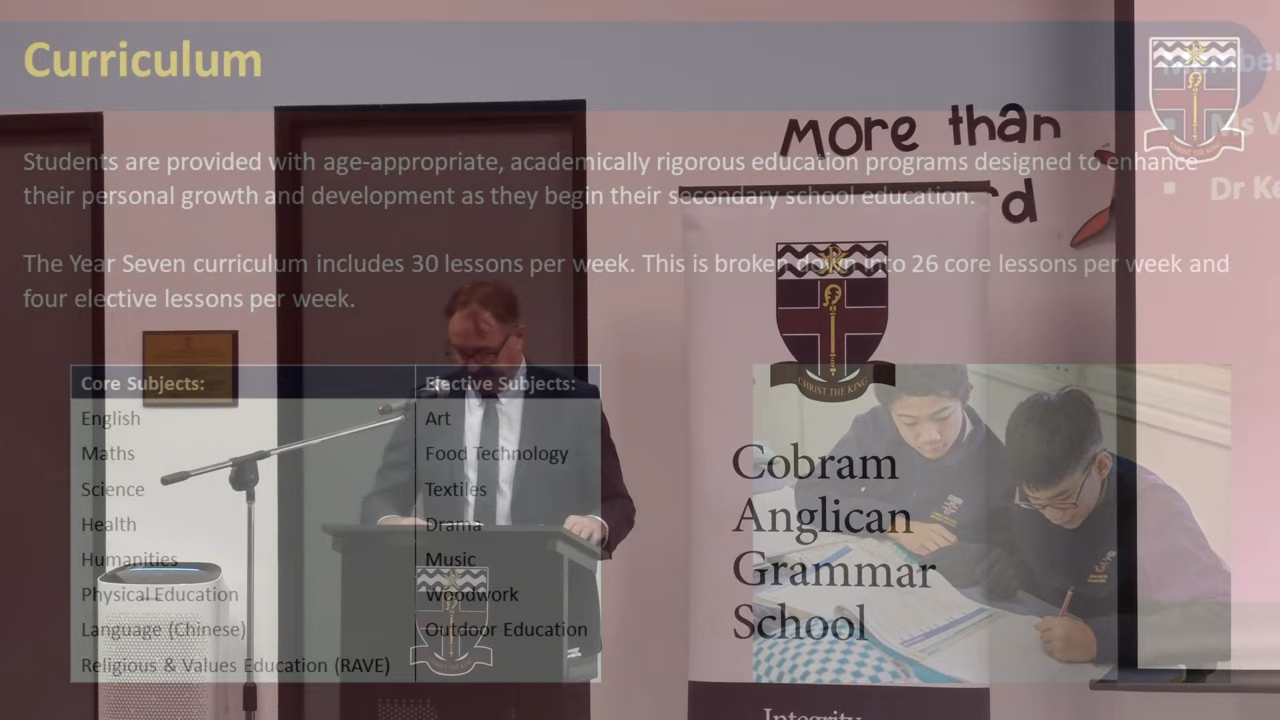 Curriculum
More than
Students are provided with age-appropriate, academically rigorous education programs designed to enhance
their personal growth and development as they begin their secondary school education.
Dr
The Year Seven curriculum includes 30 lessons per week. This is broken down into 26 core lessons per week and
four elective lessons per week.
CHRIST THE KING
Core Subjects:
Elective Subjects:
English
Art
Maths
Food Technology
Science
Textiles
Health
Drama
Humanities
Music
Physical Education
Woodwork
Language (Chinese)
Outdoor Education
Religious & Values Education (RAVE)
Cobram
Anglican
Grammar
School
Integrity